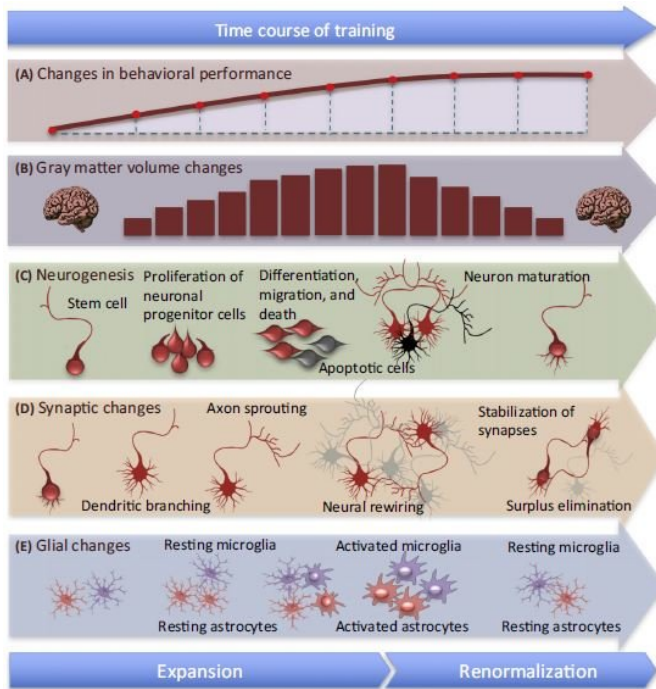 Time course of training
(A) Changes in behavioral performance
(B) Gray matter volume changes
(C) Neurogenesis
Stem cell
Proliferation of
neuronal
progenitor cells
Differentiation,
migration, and
death
Apoptotic cells
Neuron maturation
(D) Synaptic changes
Dendritic branching
Axon sprouting
Neural rewiring
Stabilization of
synapses
Surplus elimination
(E) Glial changes
Resting microglia
Resting astrocytes
Activated microglia
Activated astrocytes
Resting microglia
Resting astrocytes
Expansion
Renormalization